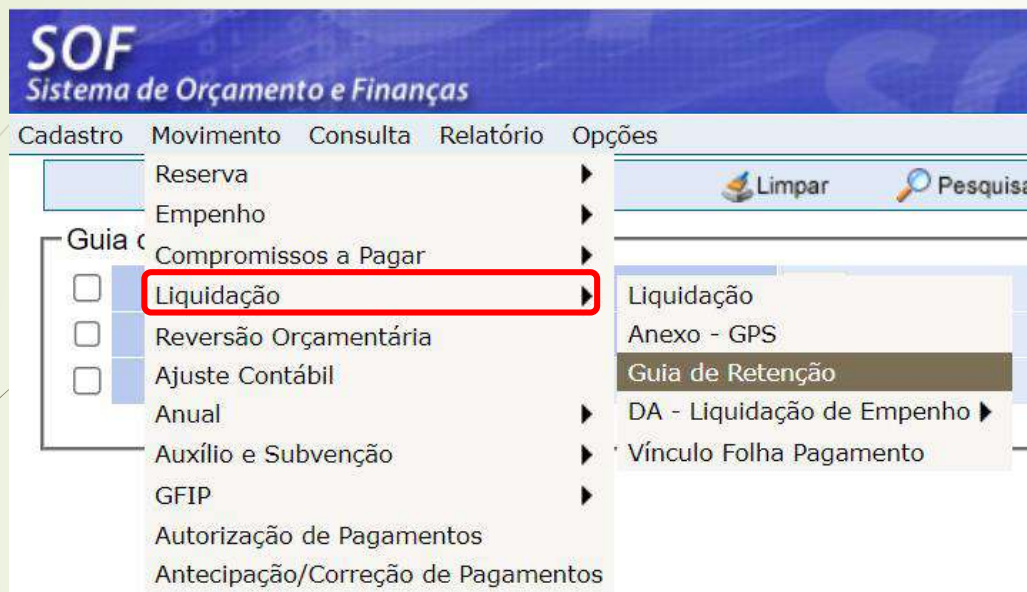 SOF
Sistema de Orçamento e Finanças
Cadastro Movimento Consulta Relatório Opções
Reserva
Limpar
Pesquisa
Empenho
Guia
Compromissos a Pagar
Liquidação
Liquidação
Reversão Orçamentária
Anexo - GPS
Ajuste Contábil
Guia de Retenção
Anual
DA - Liquidação de Empenho
Auxílio e Subvenção
Vínculo Folha Pagamento
GFIP
Autorização de Pagamentos
Antecipação/Correção de Pagamentos